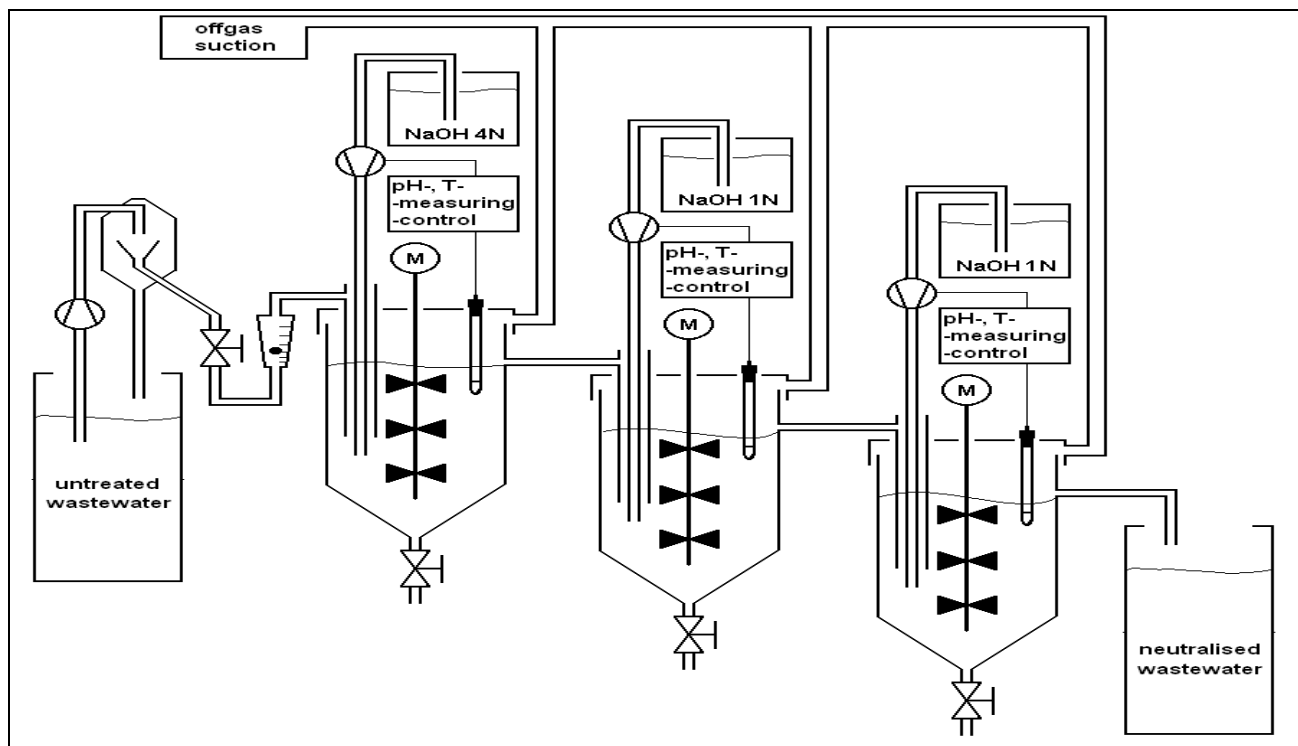 offgas
suction
NaOH 4N
pH-, T-
-measuring
-control
M
NaOH 1N
pH-, T-
-measuring
-control
M
NaOH 1N
pH-, T-
-measuring
-control
M
untreated
wastewater
neutralised
wastewater